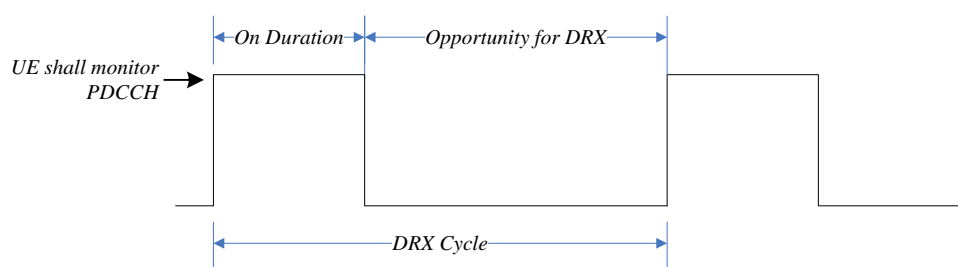 On Duration
Opportunity for DRX
UE shall monitor
PDCCH
DRX Cycle